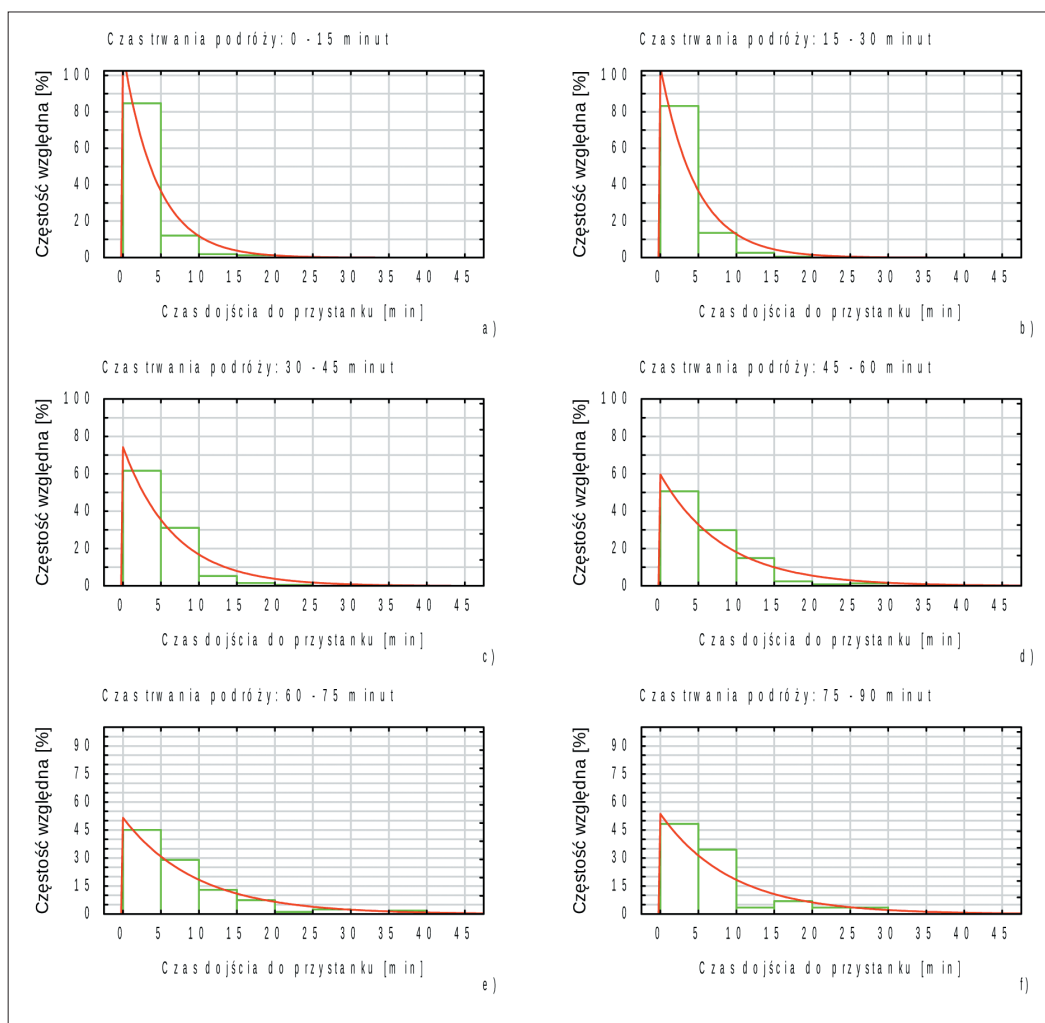 Czas trwania podróży: 0 - 15 minut
Częstość względna [%]
100
80
60
40
20
0
0 5 10 15 20 25 30 35 40 45
Czas dojścia do przystanku [min]
a)
Czas trwania podróży: 15 - 30 minut
Częstość względna [%]
100
80
60
40
20
0
0 5 10 15 20 25 30 35 40 45
Czas dojścia do przystanku [min]
b)
Czas trwania podróży: 30 - 45 minut
Częstość względna [%]
100
80
60
40
20
0
0 5 10 15 20 25 30 35 40 45
Czas dojścia do przystanku [min]
c)
Czas trwania podróży: 45 - 60 minut
Częstość względna [%]
100
80
60
40
20
0
0 5 10 15 20 25 30 35 40 45
Czas dojścia do przystanku [min]
d)
Czas trwania podróży: 60 - 75 minut
Częstość względna [%]
90
75
60
45
30
15
0
0 5 10 15 20 25 30 35 40 45
Czas dojścia do przystanku [min]
e)
Czas trwania podróży: 75 - 90 minut
Częstość względna [%]
90
75
60
45
30
15
0
0 5 10 15 20 25 30 35 40 45
Czas dojścia do przystanku [min]
f)